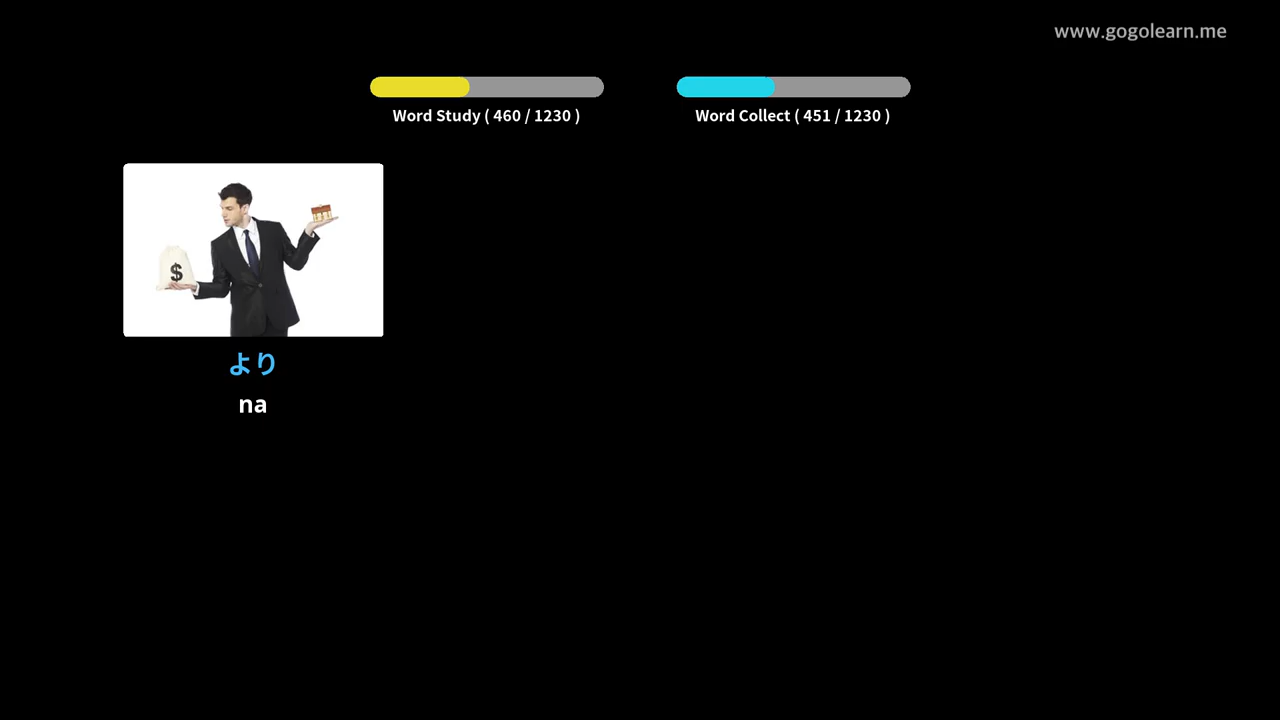 www.gogolearn.me
Word Study ( 460 / 1230 )
Word Collect ( 451 / 1230 )
$
より
na